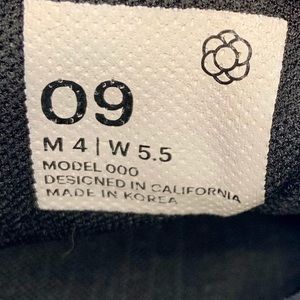 09
M 4 | W 5.5
MODEL 000
DESIGNED IN CALIFORNIA
MADE IN KOREA